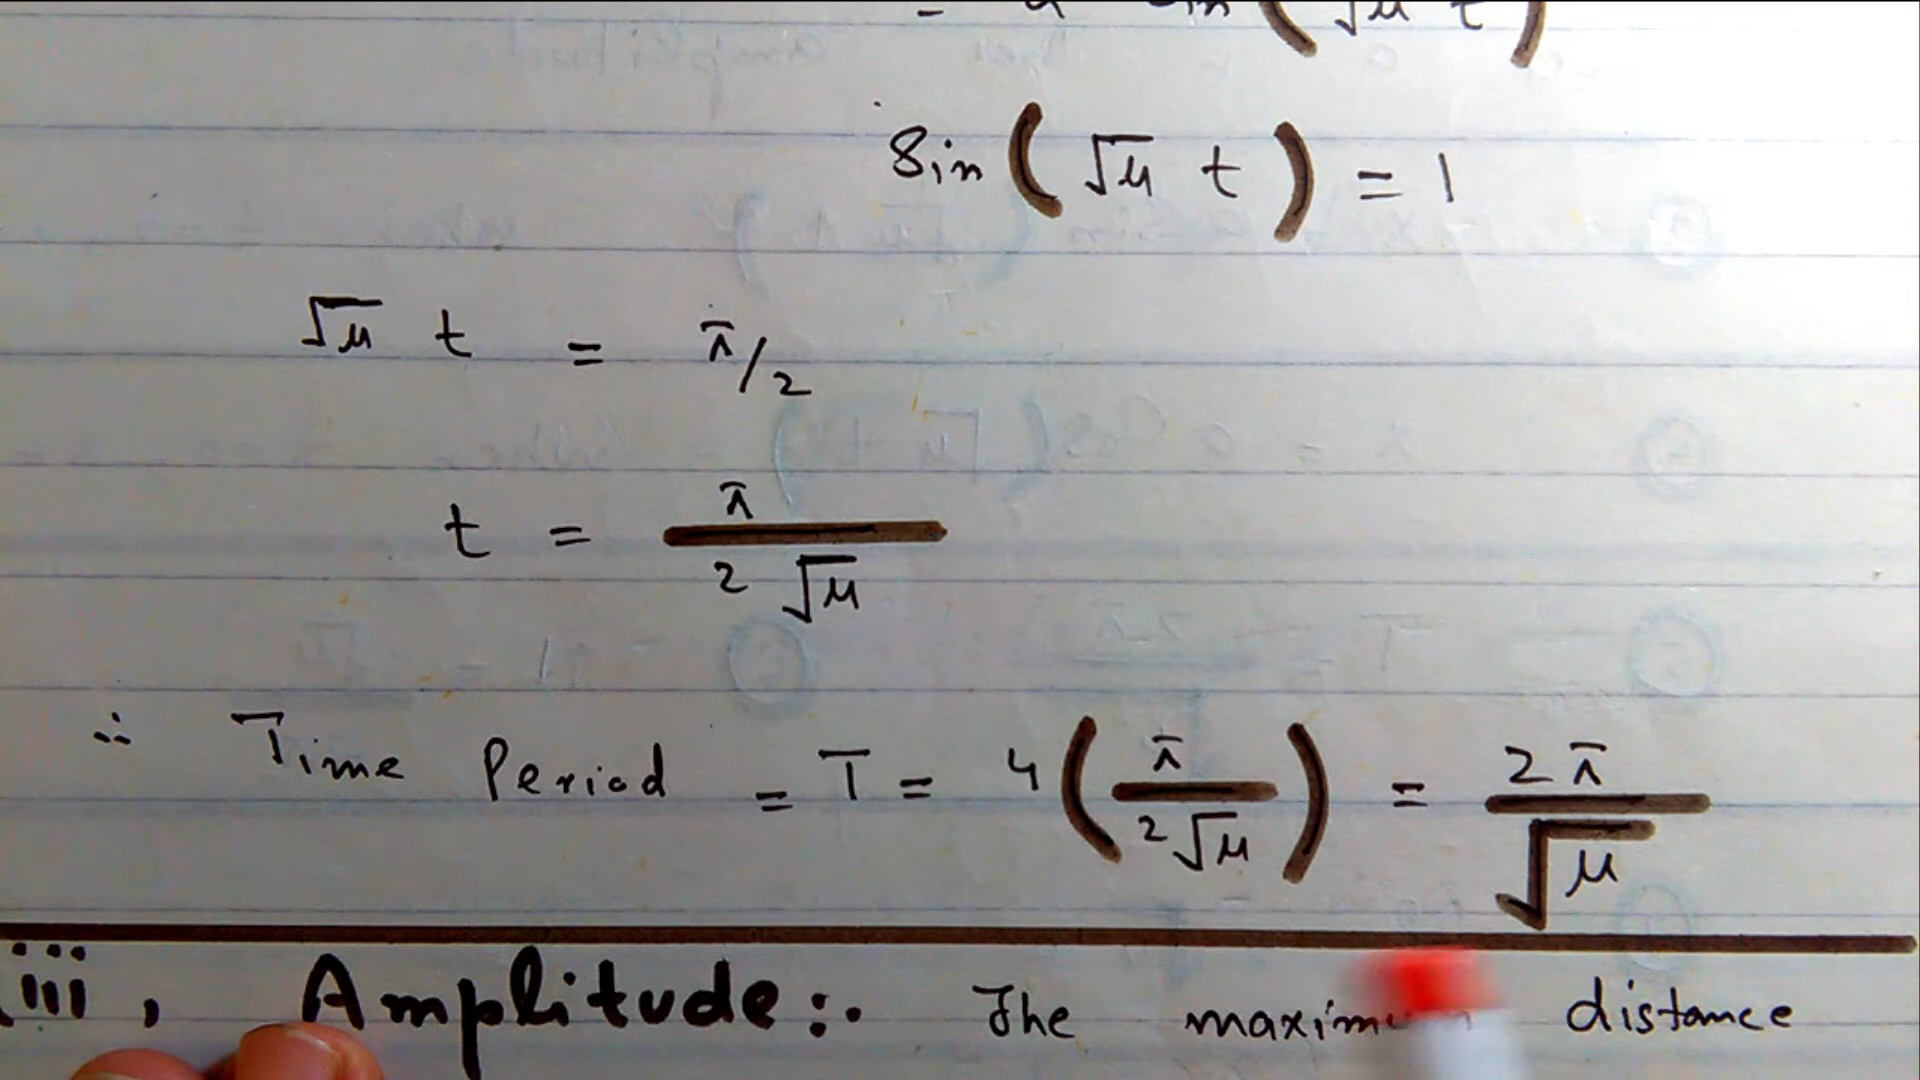 Sin ( √μ t ) = 1
√μ t = π/2
t = π / 2 √μ
∴ Time Period = T = 4 ( π / 2√μ ) = 2π / √μ
iii, Amplitude:. The distance